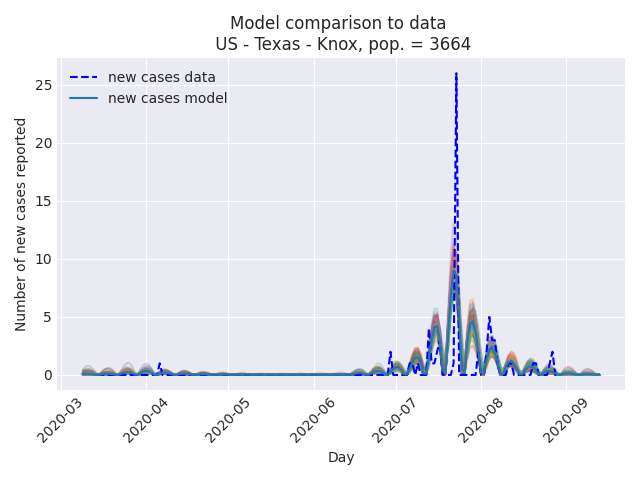 Model comparison to data
US - Texas - Knox, pop. = 3664
new cases data
new cases model
Number of new cases reported
25
20
15
10
5
0
2020-03
2020-04
2020-05
2020-06
2020-07
2020-08
2020-09
Day